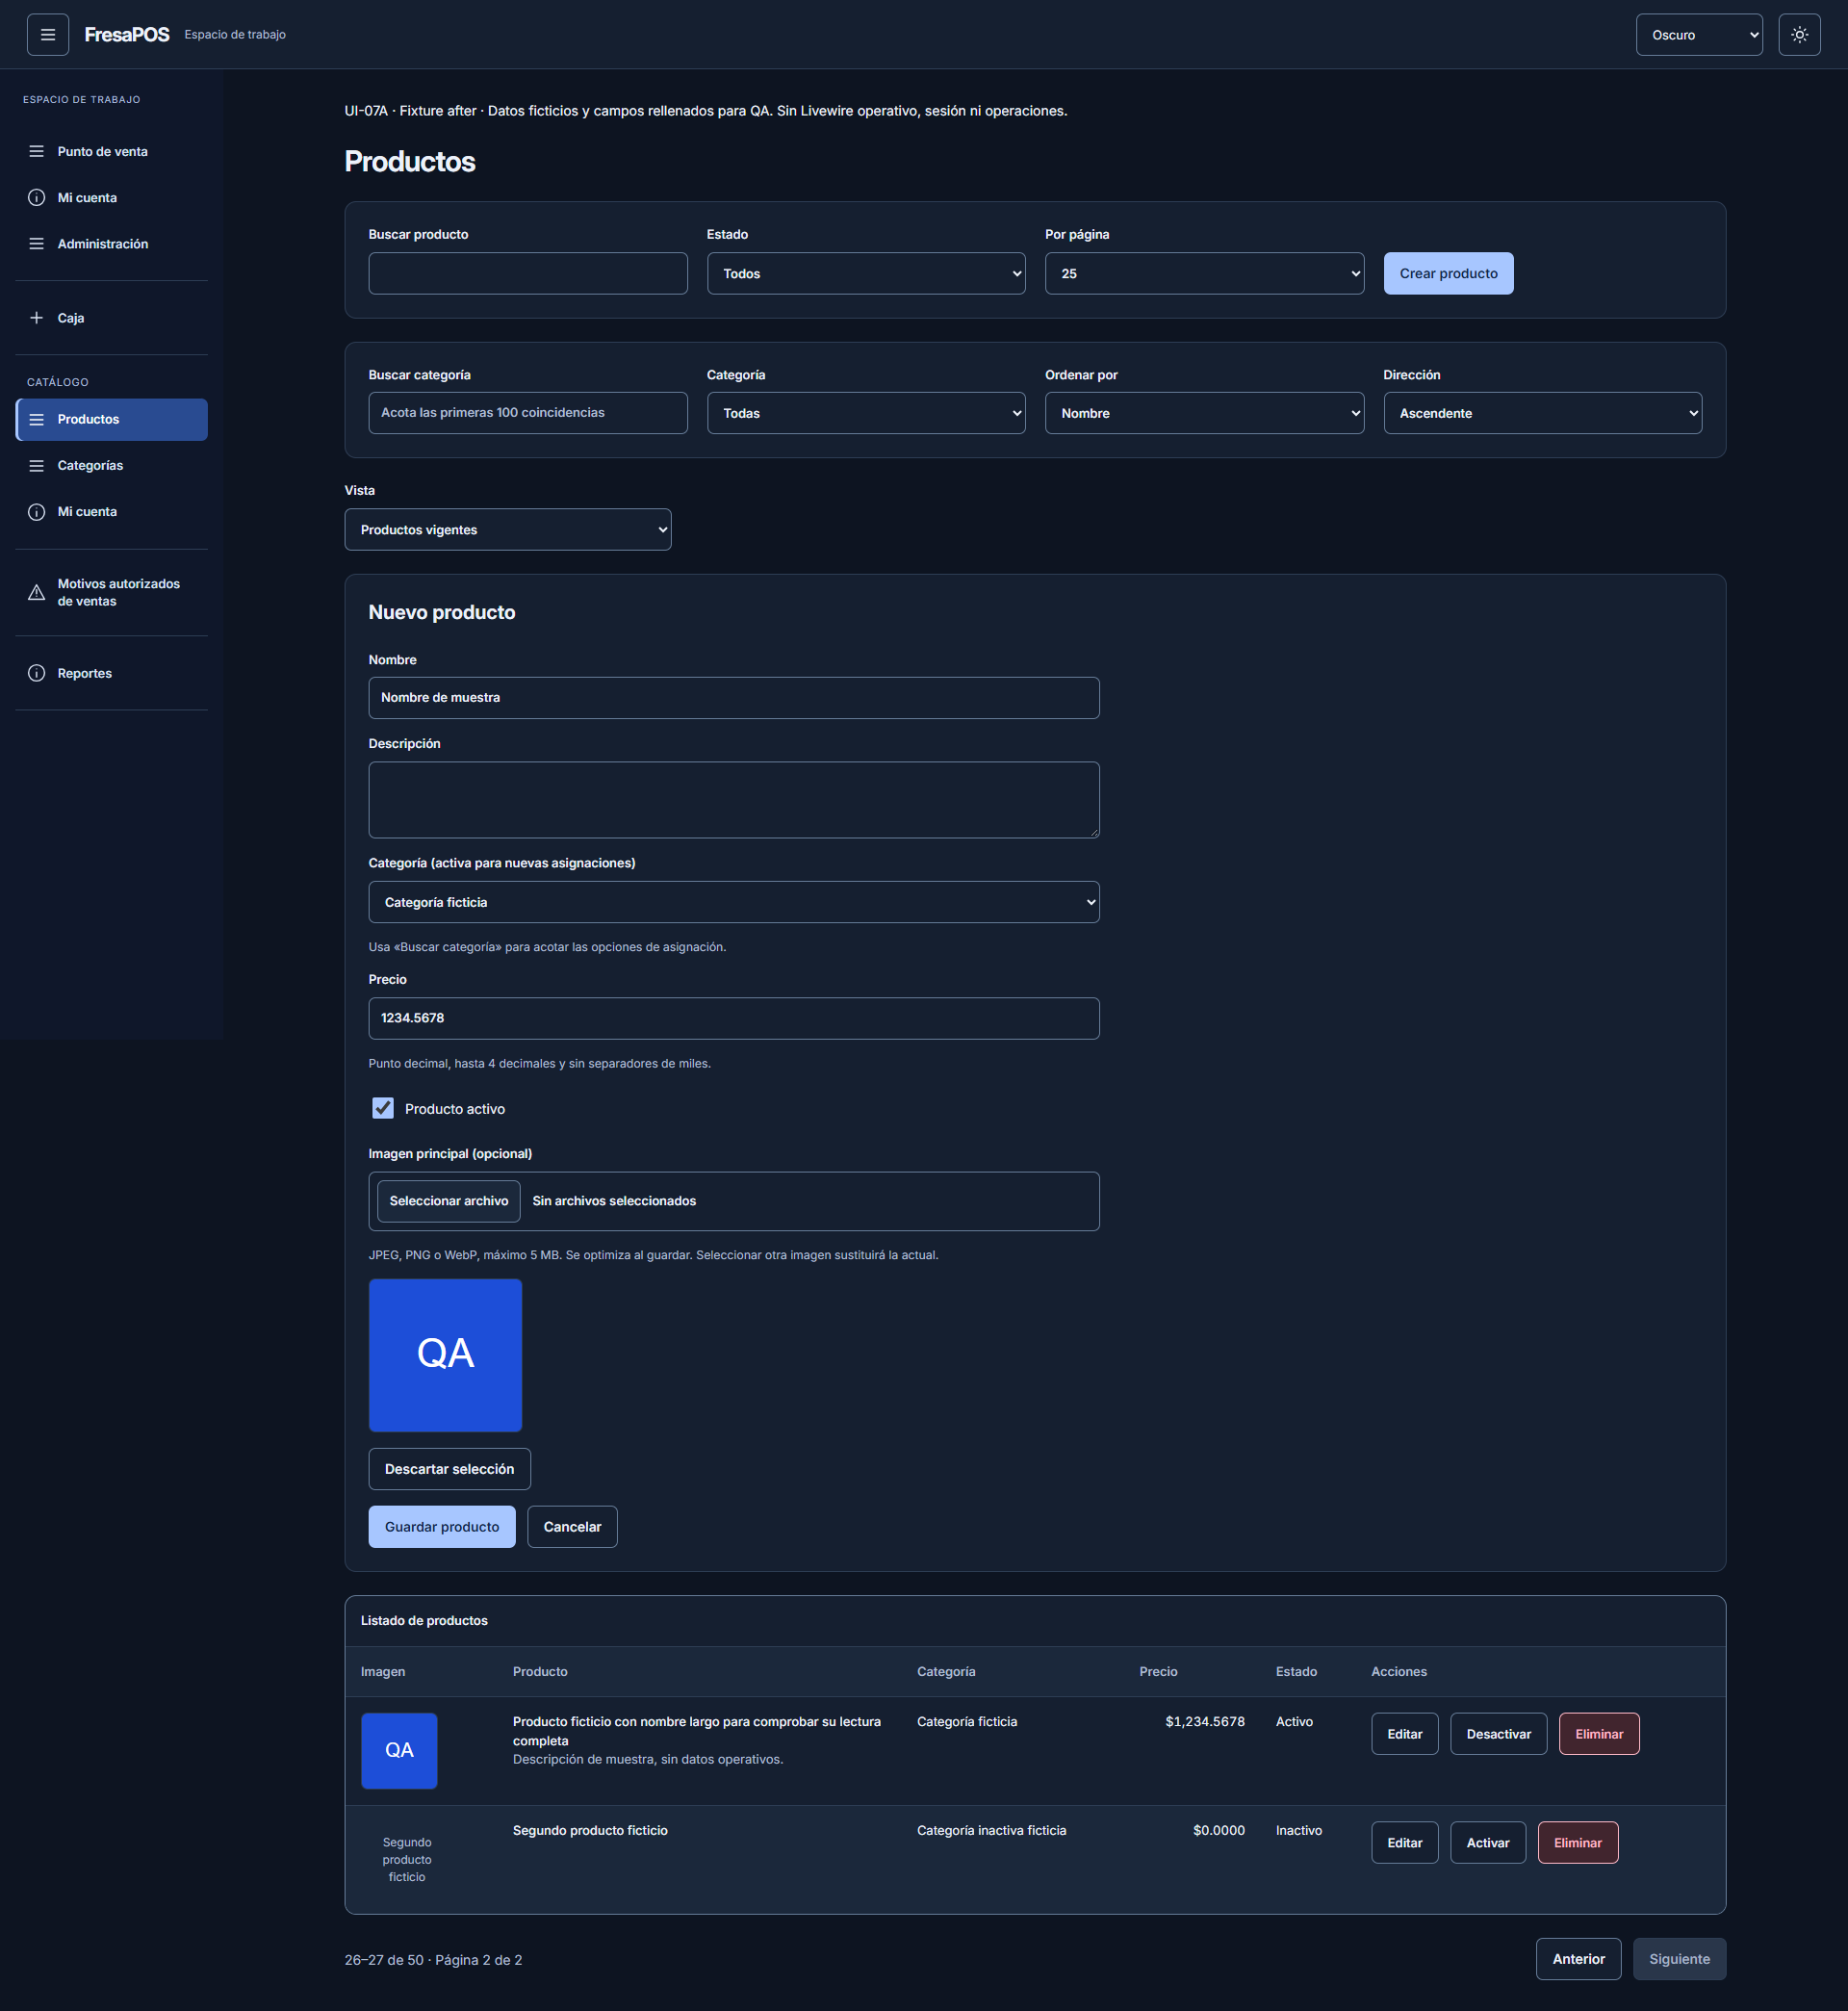 FresaPOS
Espacio de trabajo
Oscuro
ESPACIO DE TRABAJO
Punto de venta
Mi cuenta
Administración
Caja
CATÁLOGO
Productos
Categorías
Mi cuenta
Motivos autorizados
de ventas
Reportes
UI-07A · Fixture after · Datos ficticios y campos rellenados para QA. Sin Livewire operativo, sesión ni operaciones.
Productos
Buscar producto
Estado
Por página
Todos
25
Crear producto
Buscar categoría
Categoría
Ordenar por
Dirección
Acota las primeras 100 coincidencias
Todas
Nombre
Ascendente
Vista
Productos vigentes
Nuevo producto
Nombre
Nombre de muestra
Descripción
Categoría (activa para nuevas asignaciones)
Categoría ficticia
Usa «Buscar categoría» para acotar las opciones de asignación.
Precio
1234.5678
Punto decimal, hasta 4 decimales y sin separadores de miles.
Producto activo
Imagen principal (opcional)
Seleccionar archivo
Sin archivos seleccionados
JPEG, PNG o WebP, máximo 5 MB. Se optimiza al guardar. Seleccionar otra imagen sustituirá la actual.
QA
Descartar selección
Guardar producto
Cancelar
Listado de productos
Imagen
Producto
Categoría
Precio
Estado
Acciones
QA
Producto ficticio con nombre largo para comprobar su lectura
completa
Descripción de muestra, sin datos operativos.
Categoría ficticia
$1,234.5678
Activo
Editar
Desactivar
Eliminar
Segundo
producto
ficticio
Segundo producto ficticio
Categoría inactiva ficticia
$0.0000
Inactivo
Editar
Activar
Eliminar
26–27 de 50 · Página 2 de 2
Anterior
Siguiente